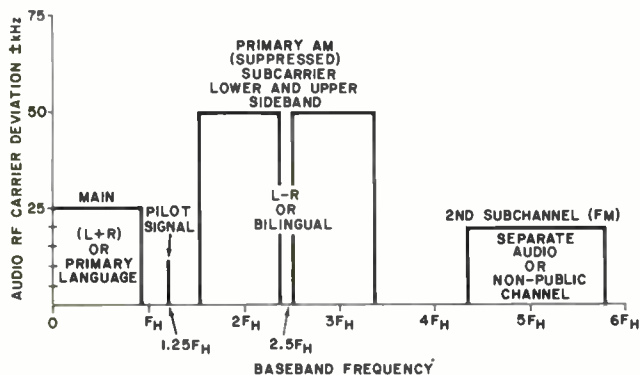 AUDIO RF CARRIER DEVIATION ±kHz
75
50
25
0
PRIMARY AM
(SUPPRESSED)
SUBCARRIER
LOWER AND UPPER
SIDEBAND
MAIN
(L+R)
OR
PRIMARY
LANGUAGE
PILOT
SIGNAL
L-R
OR
BILINGUAL
2ND SUBCHANNEL (FM)
SEPARATE
AUDIO
OR
NON-PUBLIC
CHANNEL
FH
2FH
3FH
4FH
5FH
6FH
1.25FH
2.5FH
BASEBAND FREQUENCY